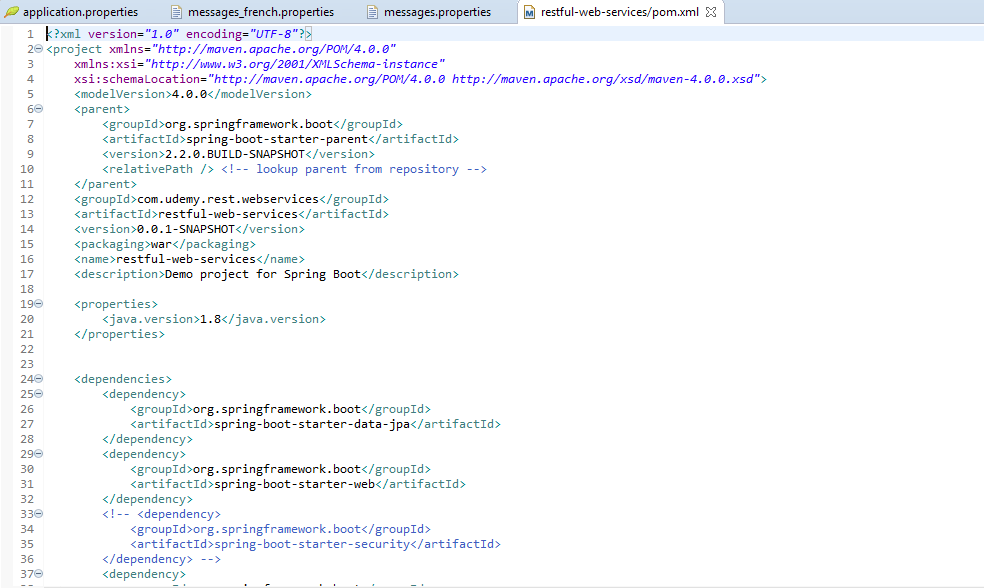 application.properties messages_french.properties messages.properties restful-web-services/pom.xml
1 <?xml version="1.0" encoding="UTF-8"?>
2 <project xmlns="http://maven.apache.org/POM/4.0.0"
3 xmlns:xsi="http://www.w3.org/2001/XMLSchema-instance"
4 xsi:schemaLocation="http://maven.apache.org/POM/4.0.0 http://maven.apache.org/xsd/maven-4.0.0.xsd">
5 <modelVersion>4.0.0</modelVersion>
6 <parent>
7 <groupId>org.springframework.boot</groupId>
8 <artifactId>spring-boot-starter-parent</artifactId>
9 <version>2.2.0.BUILD-SNAPSHOT</version>
10 <relativePath /> <!-- lookup parent from repository -->
11 </parent>
12 <groupId>com.udemy.rest.webservices</groupId>
13 <artifactId>restful-web-services</artifactId>
14 <version>0.0.1-SNAPSHOT</version>
15 <packaging>war</packaging>
16 <name>restful-web-services</name>
17 <description>Demo project for Spring Boot</description>
18
19 <properties>
20 <java.version>1.8</java.version>
21 </properties>
22
23
24 <dependencies>
25 <dependency>
26 <groupId>org.springframework.boot</groupId>
27 <artifactId>spring-boot-starter-data-jpa</artifactId>
28 </dependency>
29 <dependency>
30 <groupId>org.springframework.boot</groupId>
31 <artifactId>spring-boot-starter-web</artifactId>
32 </dependency>
33 <!-- <dependency>
34 <groupId>org.springframework.boot</groupId>
35 <artifactId>spring-boot-starter-security</artifactId>
36 </dependency> -->
37 <dependency>